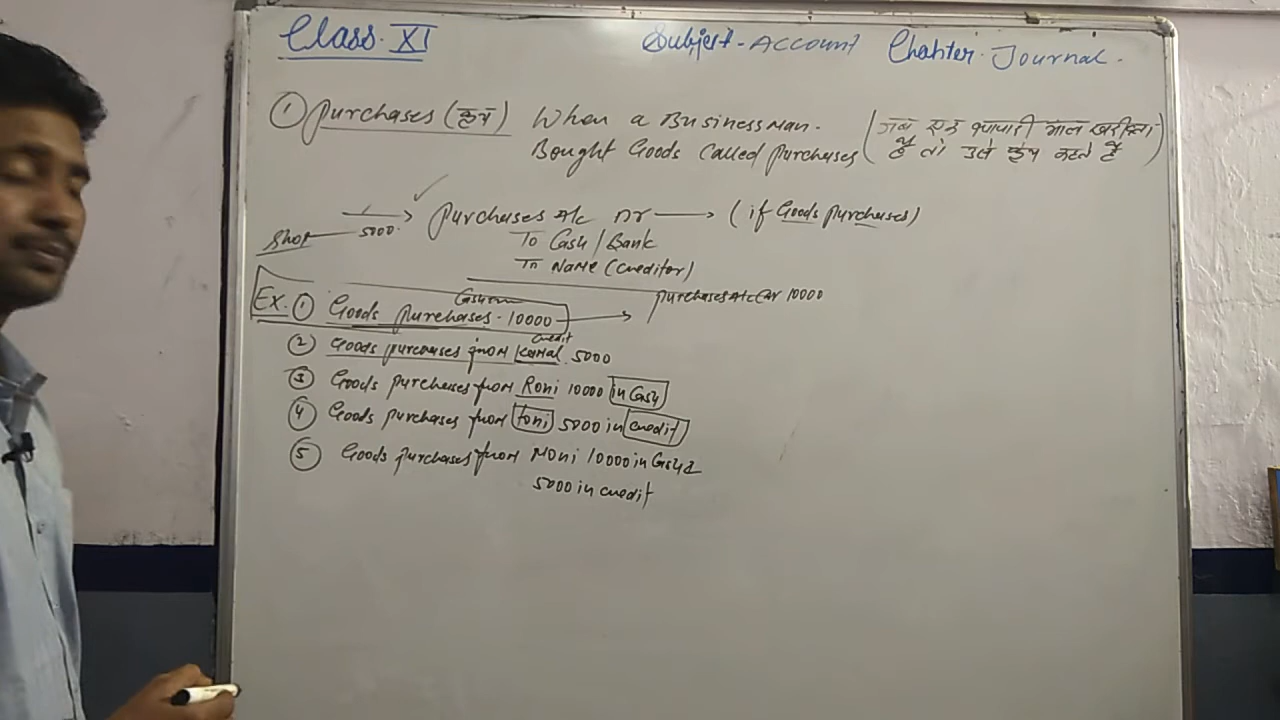 Class. XI
Subject - Account Chapter. Journal.
① Purchases (क्रय) When a Businessman.
Bought Goods Called Purchases
(जब एक व्यापारी माल खरीदता
है तो उसे क्रय कहते हैं)
Shop 5000. → Purchases A/c Dr → (if Goods Purchases)
To Cash / Bank
To Name (Creditor)
Ex. ① Goods Purchases - 10000 → Purchases A/c Dr 10000
credit
② Goods purchases from Kamal 5000
③ Goods purchases from Roni 10000 in Cash
④ Goods purchases from Toni 5000 in credit
⑤ Goods purchases from Moni 10000 in Cash &
5000 in credit